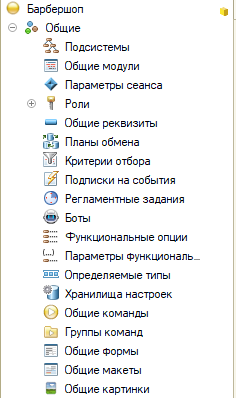 Барбершоп
Общие
Подсистемы
Общие модули
Параметры сеанса
Роли
Общие реквизиты
Планы обмена
Критерии отбора
Подписки на события
Регламентные задания
Боты
Функциональные опции
Параметры функциональ...
Определяемые типы
Хранилища настроек
Общие команды
Группы команд
Общие формы
Общие макеты
Общие картинки